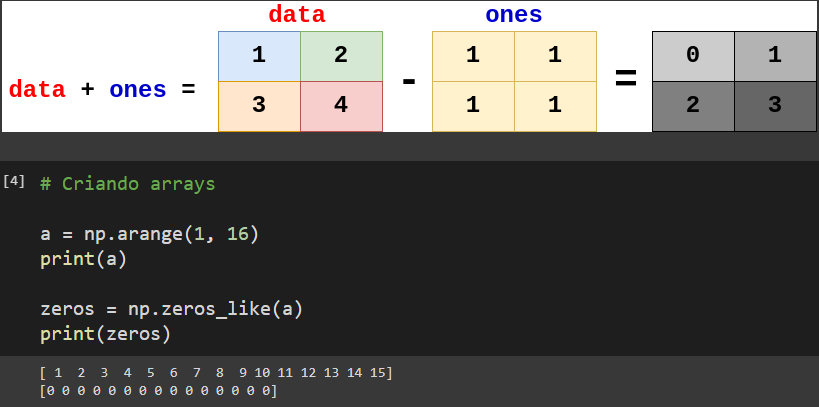 data ones
1 2 1 1 0 1
data + ones = - =
3 4 1 1 2 3
[4] # Criando arrays
a = np.arange(1, 16)
print(a)
zeros = np.zeros_like(a)
print(zeros)
[ 1  2  3  4  5  6  7  8  9 10 11 12 13 14 15]
[0 0 0 0 0 0 0 0 0 0 0 0 0 0 0]